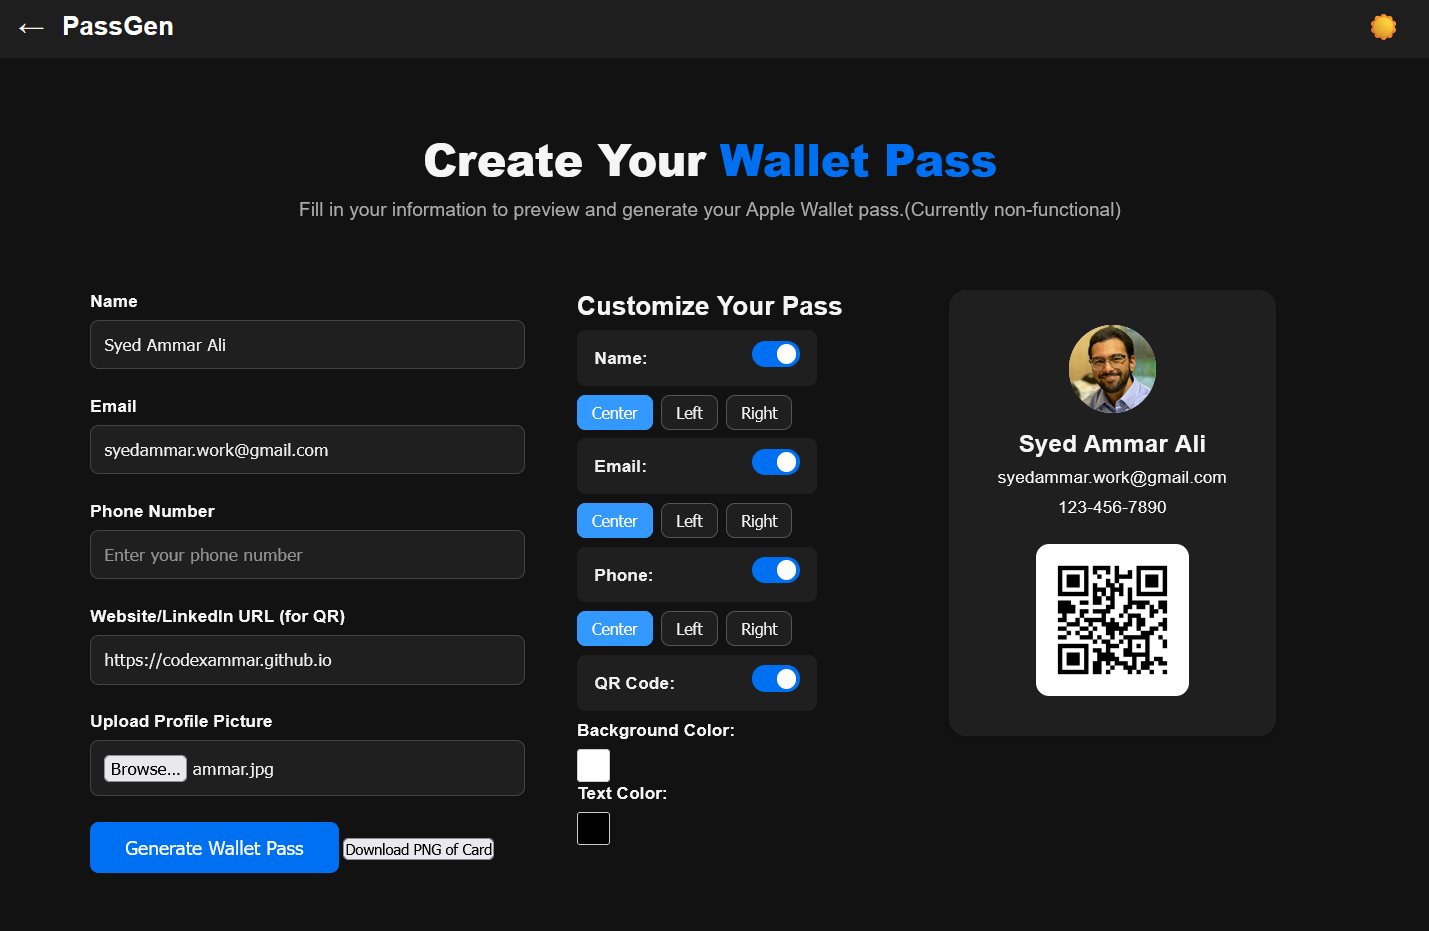 ← PassGen
Create Your Wallet Pass
Fill in your information to preview and generate your Apple Wallet pass.(Currently non-functional)
Name
Syed Ammar Ali
Email
syedammar.work@gmail.com
Phone Number
Enter your phone number
Website/LinkedIn URL (for QR)
https://codexammar.github.io
Upload Profile Picture
Browse... ammar.jpg
Generate Wallet Pass Download PNG of Card
Customize Your Pass
Name:
Center Left Right
Email:
Center Left Right
Phone:
Center Left Right
QR Code:
Background Color:
Text Color:
Syed Ammar Ali
syedammar.work@gmail.com
123-456-7890